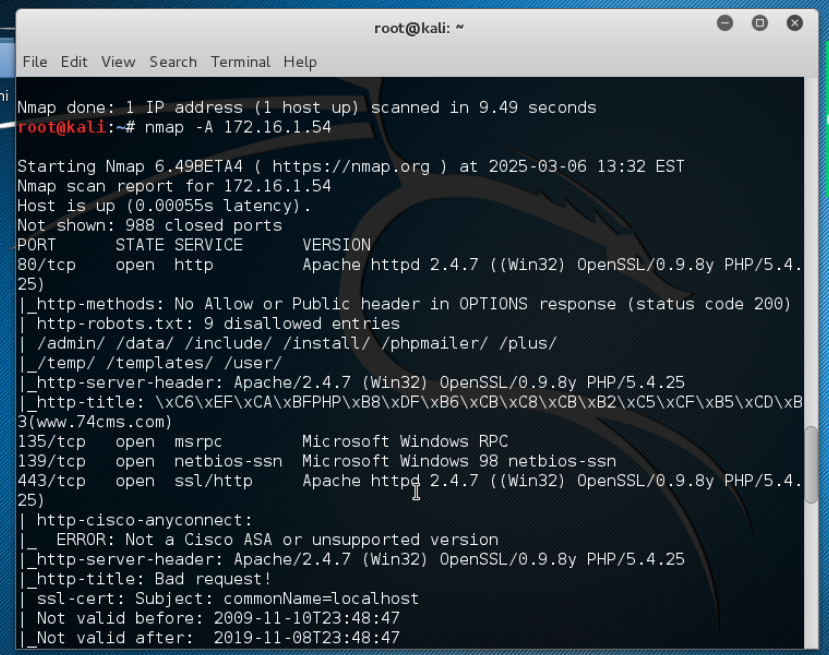 root@kali: ~
File Edit View Search Terminal Help
Nmap done: 1 IP address (1 host up) scanned in 9.49 seconds
root@kali:~# nmap -A 172.16.1.54
Starting Nmap 6.49BETA4 ( https://nmap.org ) at 2025-03-06 13:32 EST
Nmap scan report for 172.16.1.54
Host is up (0.00055s latency).
Not shown: 988 closed ports
PORT      STATE SERVICE      VERSION
80/tcp    open  http         Apache httpd 2.4.7 ((Win32) OpenSSL/0.9.8y PHP/5.4.
25)
|_http-methods: No Allow or Public header in OPTIONS response (status code 200)
| http-robots.txt: 9 disallowed entries
| /admin/ /data/ /include/ /install/ /phpmailer/ /plus/
|_/temp/ /templates/ /user/
|_http-server-header: Apache/2.4.7 (Win32) OpenSSL/0.9.8y PHP/5.4.25
|_http-title: \xC6\xEF\xCA\xBFPHP\xB8\xDF\xB6\xCB\xC8\xCB\xB2\xC5\xCF\xB5\xCD\xB
3(www.74cms.com)
135/tcp   open  msrpc        Microsoft Windows RPC
139/tcp   open  netbios-ssn  Microsoft Windows 98 netbios-ssn
443/tcp   open  ssl/http     Apache httpd 2.4.7 ((Win32) OpenSSL/0.9.8y PHP/5.4.
25)
| http-cisco-anyconnect:
|_  ERROR: Not a Cisco ASA or unsupported version
|_http-server-header: Apache/2.4.7 (Win32) OpenSSL/0.9.8y PHP/5.4.25
|_http-title: Bad request!
| ssl-cert: Subject: commonName=localhost
| Not valid before: 2009-11-10T23:48:47
|_Not valid after:  2019-11-08T23:48:47